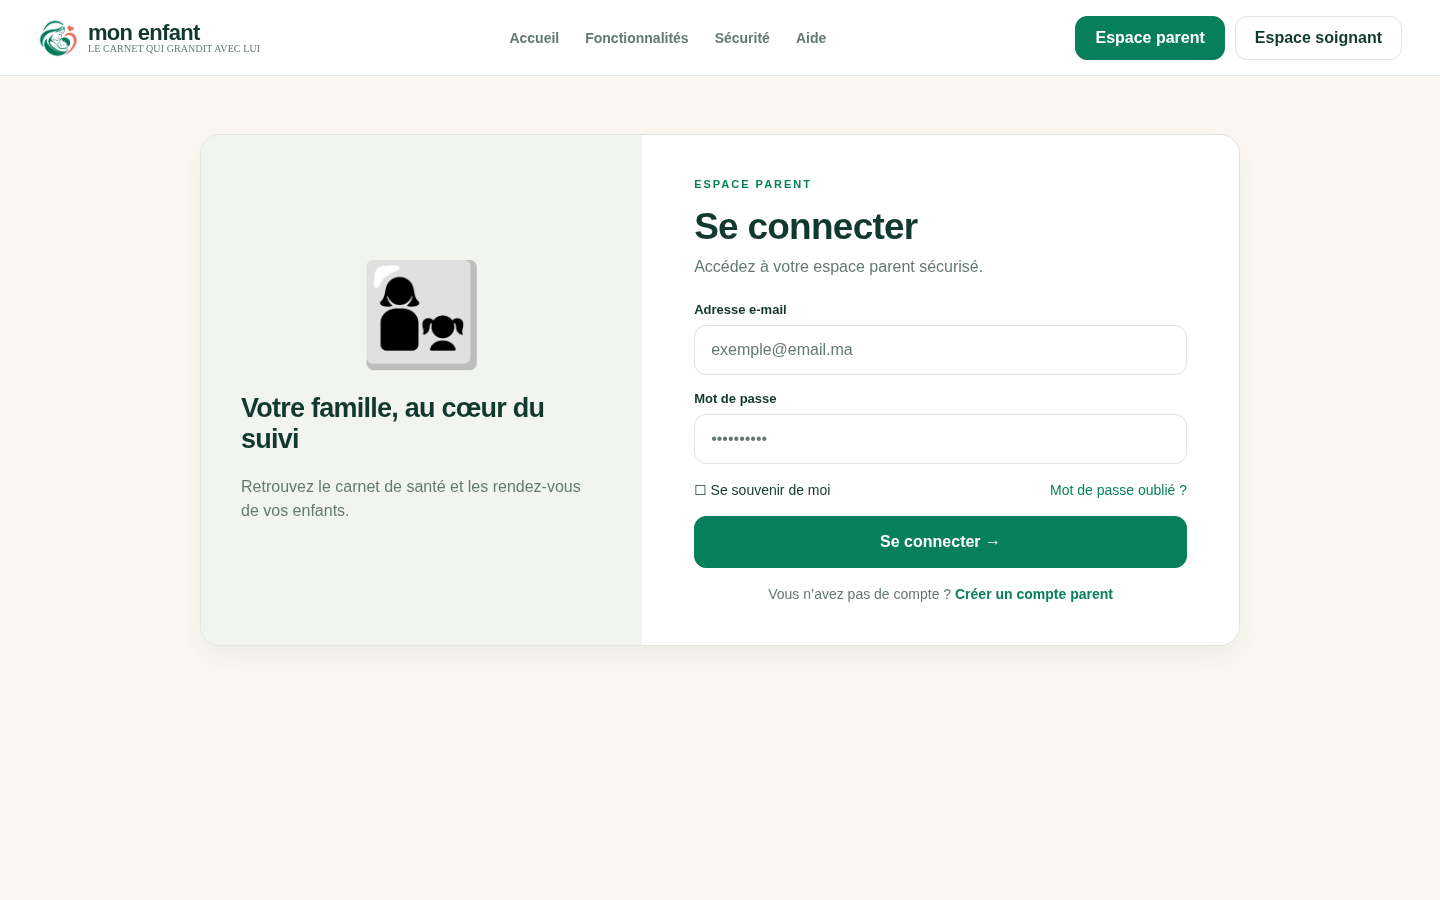 mon enfant
LE CARNET QUI GRANDIT AVEC LUI
Accueil
Fonctionnalités
Sécurité
Aide
Espace parent
Espace soignant
Votre famille, au cœur du
suivi
Retrouvez le carnet de santé et les rendez-vous
de vos enfants.
ESPACE PARENT
Se connecter
Accédez à votre espace parent sécurisé.
Adresse e-mail
exemple@email.ma
Mot de passe
••••••••••
☐ Se souvenir de moi
Mot de passe oublié ?
Se connecter →
Vous n’avez pas de compte ? Créer un compte parent